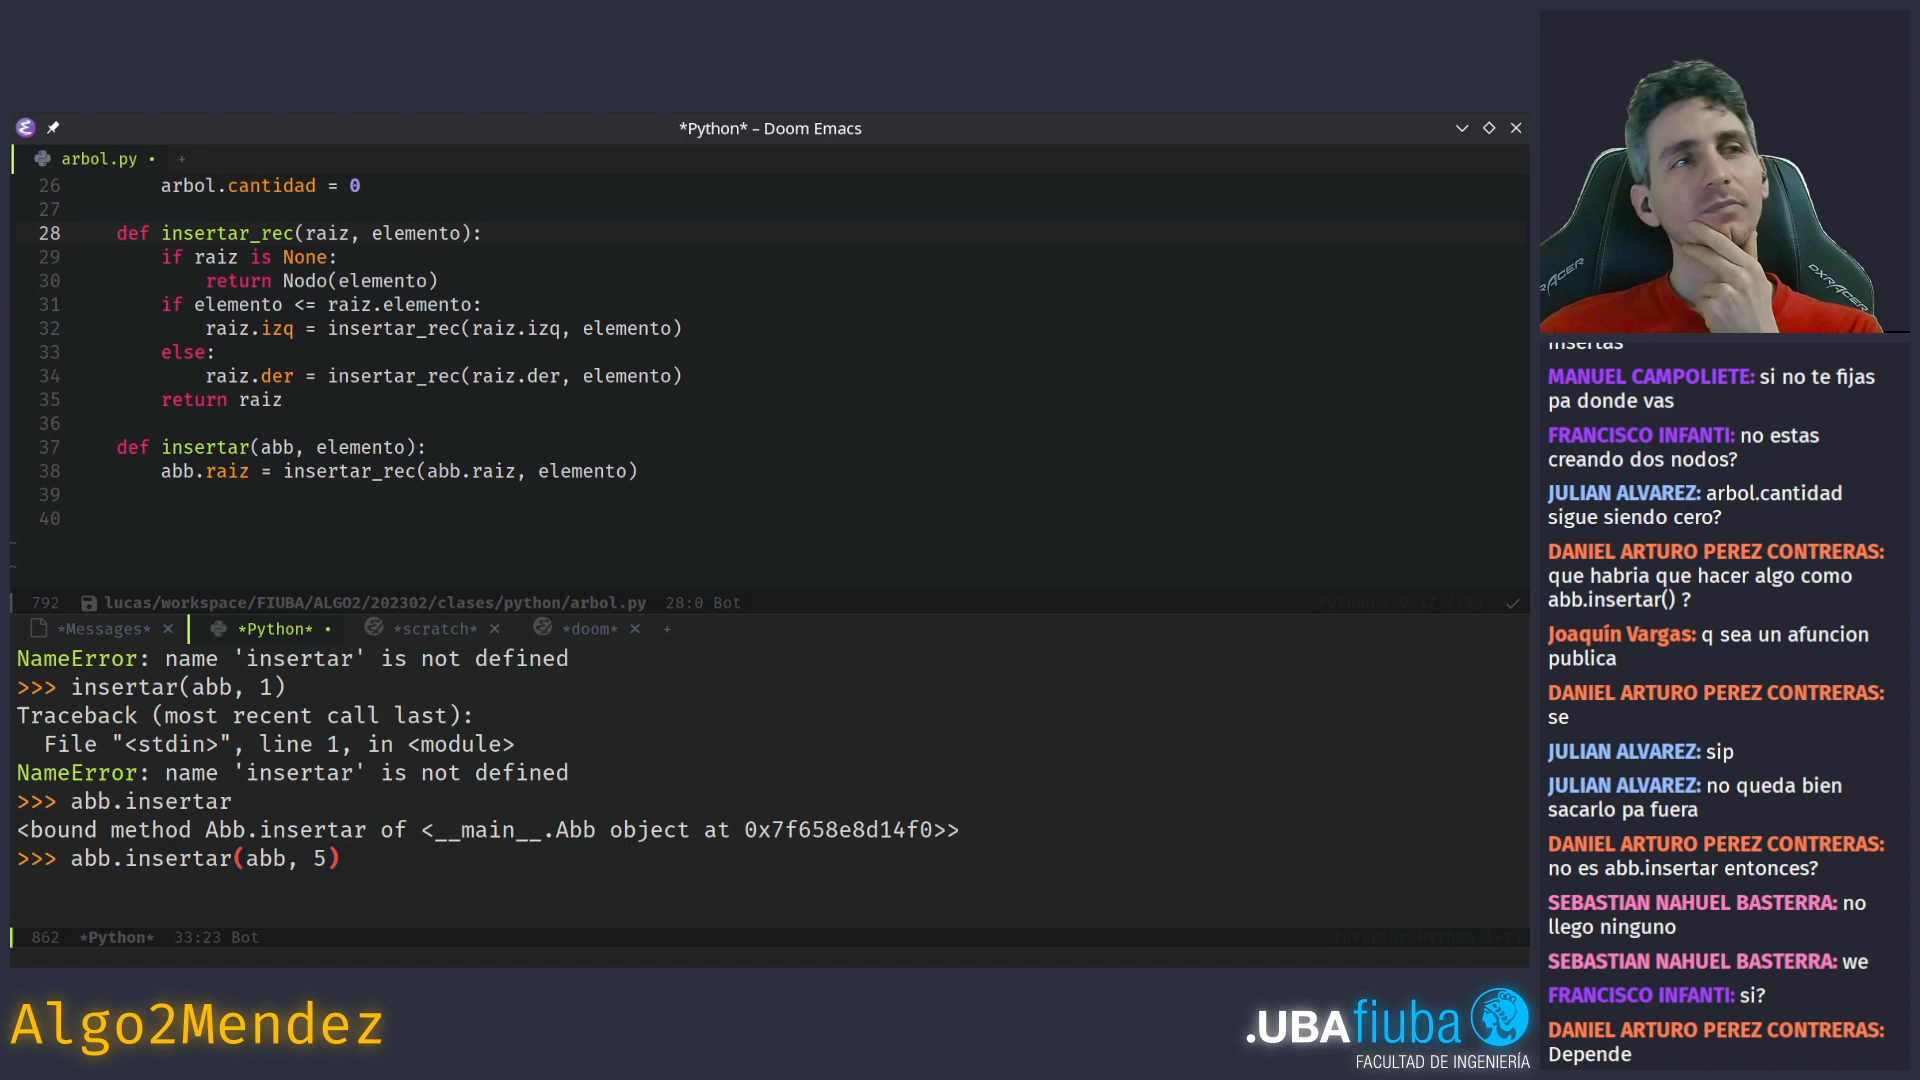 *Python* – Doom Emacs
arbol.py • +
26 arbol.cantidad = 0
27
28 def insertar_rec(raiz, elemento):
29 if raiz is None:
30 return Nodo(elemento)
31 if elemento <= raiz.elemento:
32 raiz.izq = insertar_rec(raiz.izq, elemento)
33 else:
34 raiz.der = insertar_rec(raiz.der, elemento)
35 return raiz
36
37 def insertar(abb, elemento):
38 abb.raiz = insertar_rec(abb.raiz, elemento)
39
40
~
~
792 lucas/workspace/FIUBA/ALGO2/202302/clases/python/arbol.py 28:0 Bot
*Messages* × *Python* • *scratch* × *doom* × +
NameError: name 'insertar' is not defined
>>> insertar(abb, 1)
Traceback (most recent call last):
File "<stdin>", line 1, in <module>
NameError: name 'insertar' is not defined
>>> abb.insertar
<bound method Abb.insertar of <__main__.Abb object at 0x7f658e8d14f0>>
>>> abb.insertar(abb, 5)
862 *Python* 33:23 Bot
Algo2Mendez
.UBAfiuba
FACULTAD DE INGENIERÍA
DXRACER
insertas
MANUEL CAMPOLIETE: si no te fijas
pa donde vas
FRANCISCO INFANTI: no estas
creando dos nodos?
JULIAN ALVAREZ: arbol.cantidad
sigue siendo cero?
DANIEL ARTURO PEREZ CONTRERAS:
que habria que hacer algo como
abb.insertar() ?
Joaquín Vargas: q sea un afuncion
publica
DANIEL ARTURO PEREZ CONTRERAS:
se
JULIAN ALVAREZ: sip
JULIAN ALVAREZ: no queda bien
sacarlo pa fuera
DANIEL ARTURO PEREZ CONTRERAS:
no es abb.insertar entonces?
SEBASTIAN NAHUEL BASTERRA: no
llego ninguno
SEBASTIAN NAHUEL BASTERRA: we
FRANCISCO INFANTI: si?
DANIEL ARTURO PEREZ CONTRERAS:
Depende